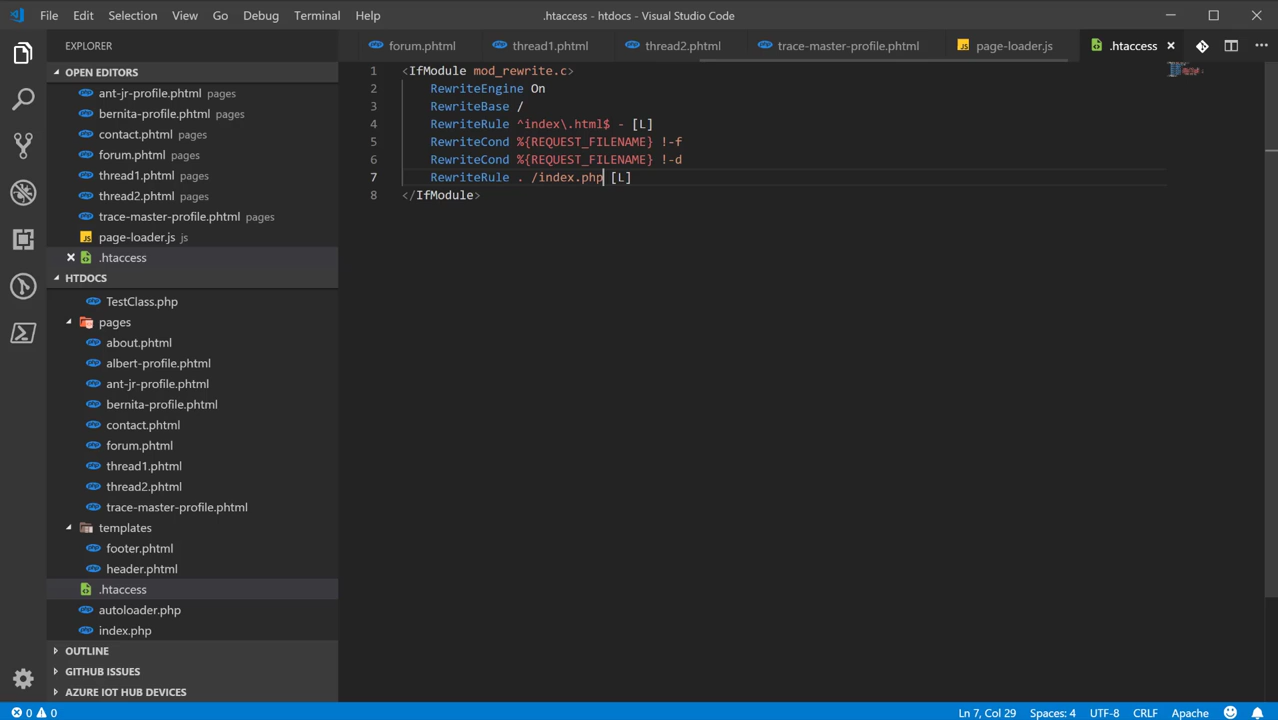 File Edit Selection View Go Debug Terminal Help .htaccess - htdocs - Visual Studio Code
EXPLORER
OPEN EDITORS
ant-jr-profile.phtml pages
bernita-profile.phtml pages
contact.phtml pages
forum.phtml pages
thread1.phtml pages
thread2.phtml pages
trace-master-profile.phtml pages
page-loader.js js
.htaccess
HTDOCS
TestClass.php
pages
about.phtml
albert-profile.phtml
ant-jr-profile.phtml
bernita-profile.phtml
contact.phtml
forum.phtml
thread1.phtml
thread2.phtml
trace-master-profile.phtml
templates
footer.phtml
header.phtml
.htaccess
autoloader.php
index.php
OUTLINE
GITHUB ISSUES
AZURE IOT HUB DEVICES
forum.phtml thread1.phtml thread2.phtml trace-master-profile.phtml page-loader.js .htaccess
1 <IfModule mod_rewrite.c>
2 RewriteEngine On
3 RewriteBase /
4 RewriteRule ^index\.html$ - [L]
5 RewriteCond %{REQUEST_FILENAME} !-f
6 RewriteCond %{REQUEST_FILENAME} !-d
7 RewriteRule . /index.php [L]
8 </IfModule>
0 0 Ln 7, Col 29 Spaces: 4 UTF-8 CRLF Apache